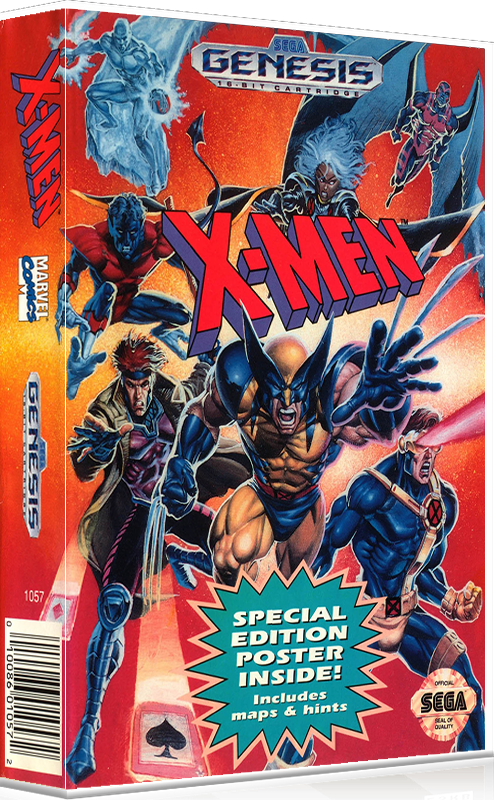 X-MEN
MARVEL
COMICS
GENESIS
1057
0 10086 01057 2
SEGA
GENESIS
16-BIT CARTRIDGE
X-MEN™
SPECIAL
EDITION
POSTER
INSIDE!
Includes
maps & hints
OFFICIAL
SEGA
SEAL OF
QUALITY